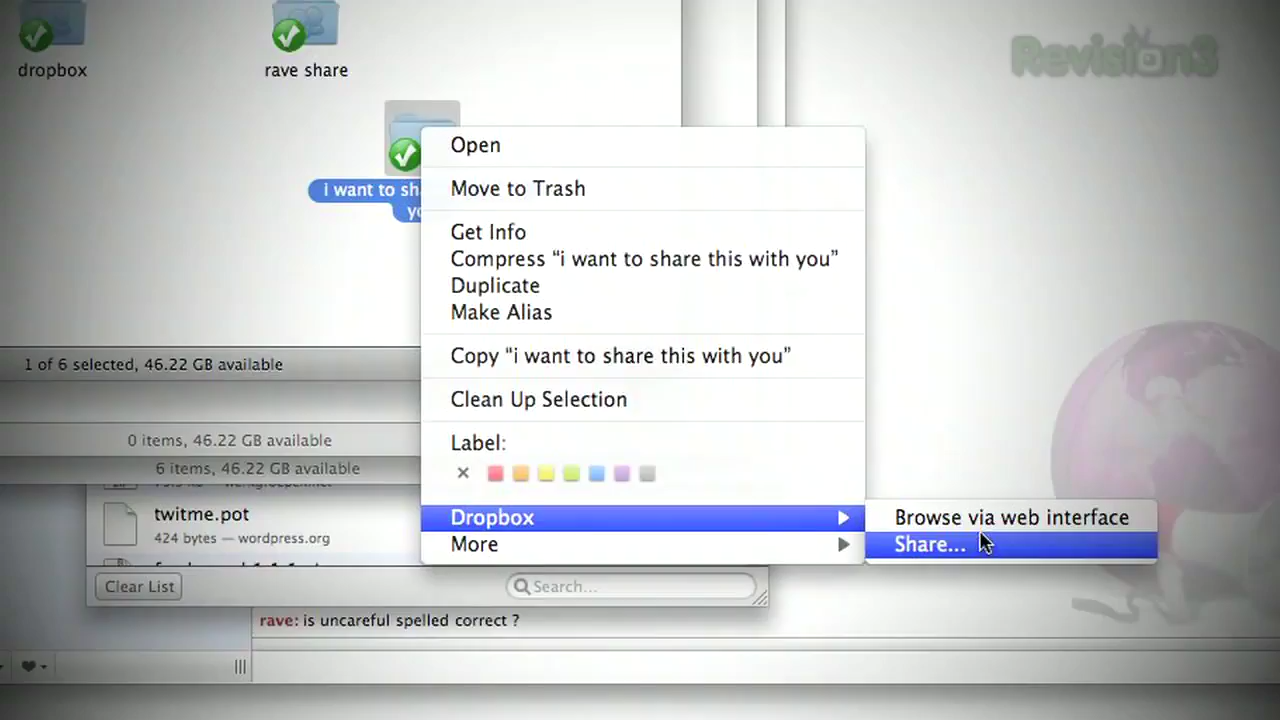 Revision3
dropbox
rave share
i want to sh
yo
Open
Move to Trash
Get Info
Compress “i want to share this with you”
Duplicate
Make Alias
Copy “i want to share this with you”
Clean Up Selection
Label:
Dropbox
More
Browse via web interface
Share...
1 of 6 selected, 46.22 GB available
0 items, 46.22 GB available
6 items, 46.22 GB available
twitme.pot
424 bytes — wordpress.org
Clear List
Search...
rave: is uncareful spelled correct ?